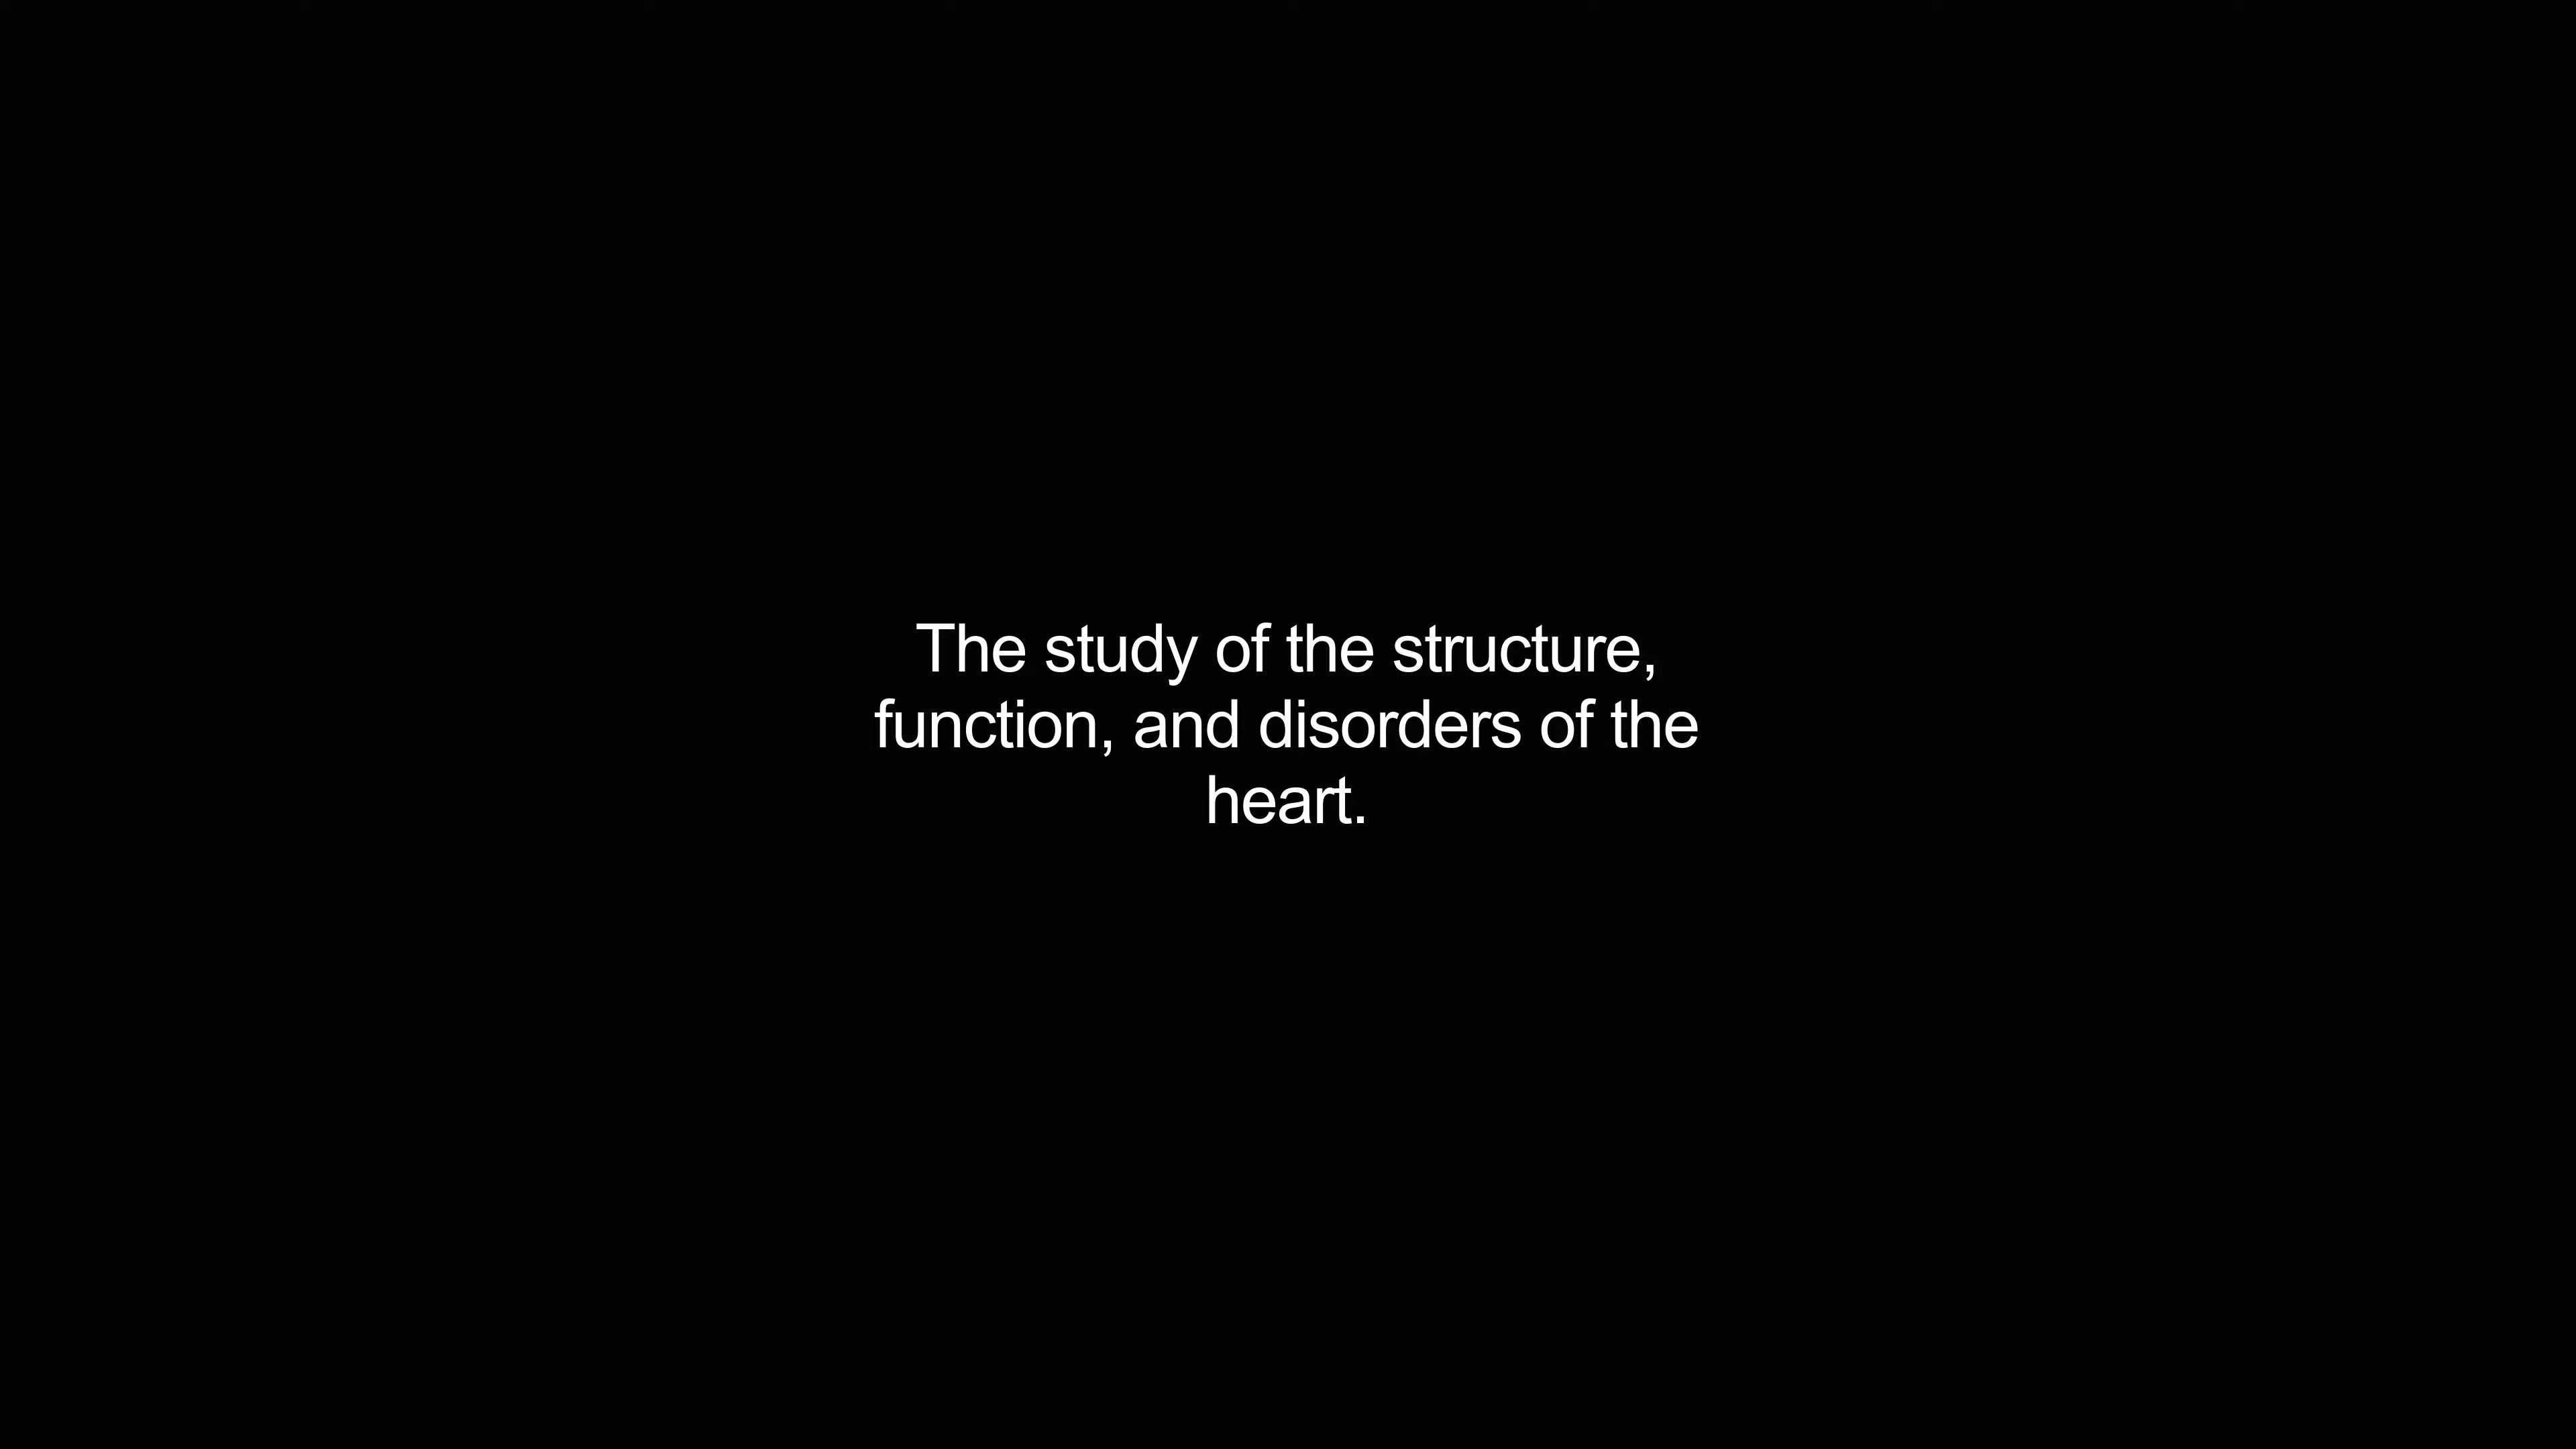 The study of the structure,
function, and disorders of the
heart.